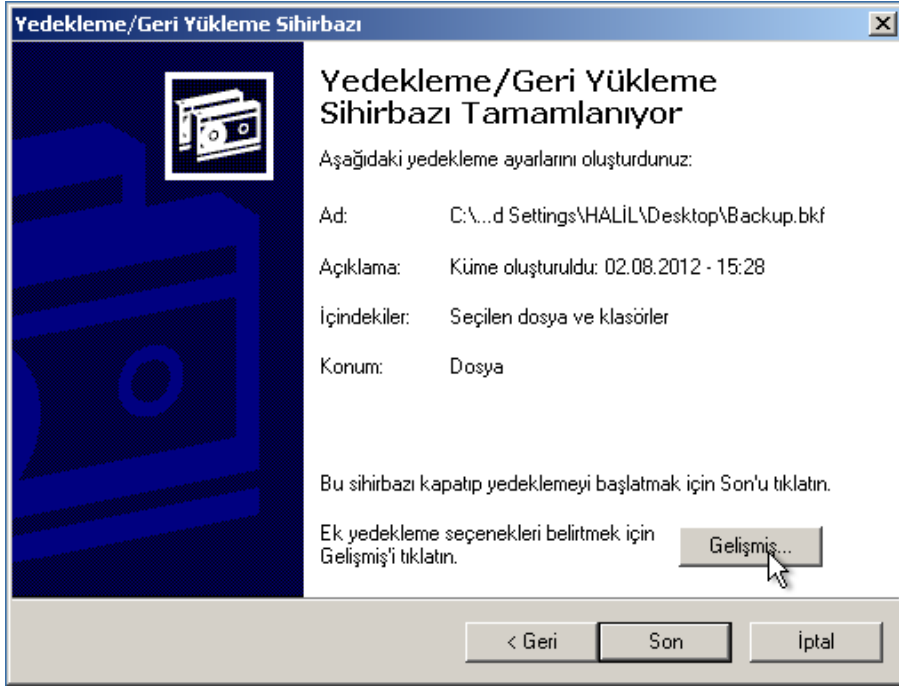 Yedekleme/Geri Yükleme Sihirbazı
Yedekleme/Geri Yükleme
Sihirbazı Tamamlanıyor
Aşağıdaki yedekleme ayarlarını oluşturdunuz:
Ad: C:\...d Settings\HALİL\Desktop\Backup.bkf
Açıklama: Küme oluşturuldu: 02.08.2012 - 15:28
İçindekiler: Seçilen dosya ve klasörler
Konum: Dosya
Bu sihirbazı kapatıp yedeklemeyi başlatmak için Son'u tıklatın.
Ek yedekleme seçenekleri belirtmek için
Gelişmiş'i tıklatın.
Gelişmiş...
< Geri Son İptal